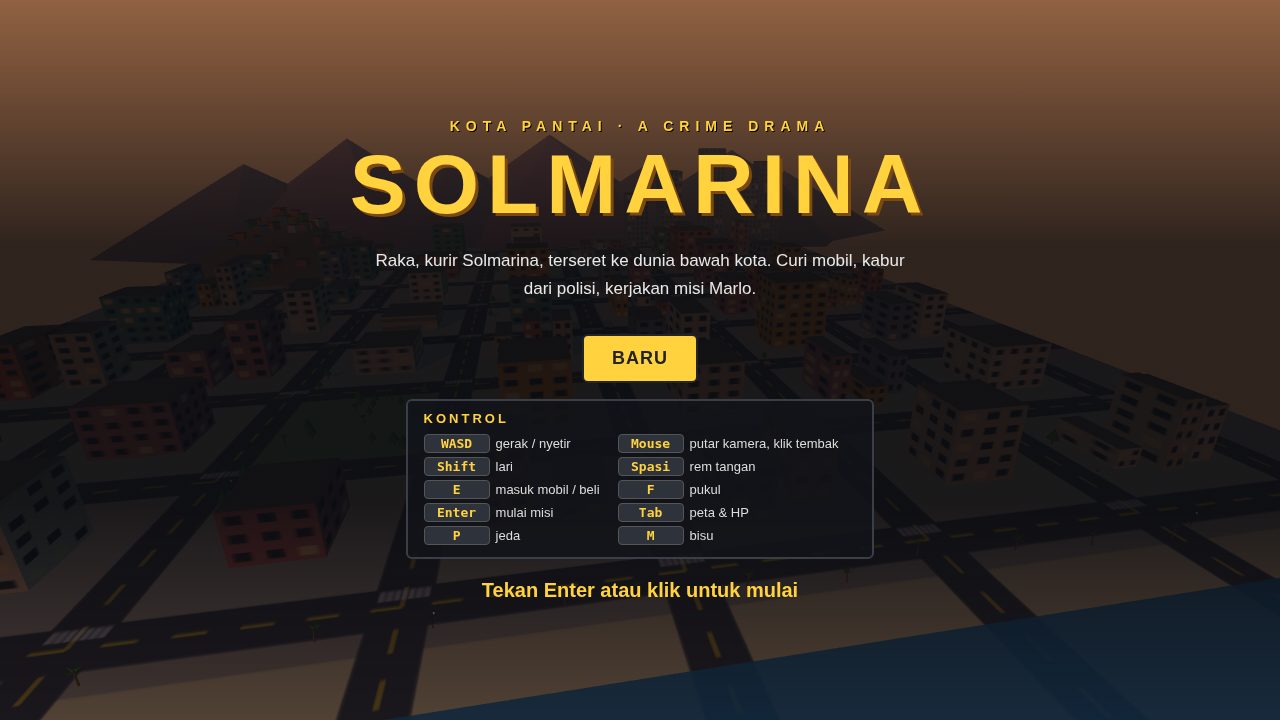 KOTA PANTAI · A CRIME DRAMA
SOLMARINA
Raka, kurir Solmarina, terseret ke dunia bawah kota. Curi mobil, kabur
dari polisi, kerjakan misi Marlo.
BARU
KONTROL
WASD gerak / nyetir Mouse putar kamera, klik tembak
Shift lari Spasi rem tangan
E masuk mobil / beli F pukul
Enter mulai misi Tab peta & HP
P jeda M bisu
Tekan Enter atau klik untuk mulai